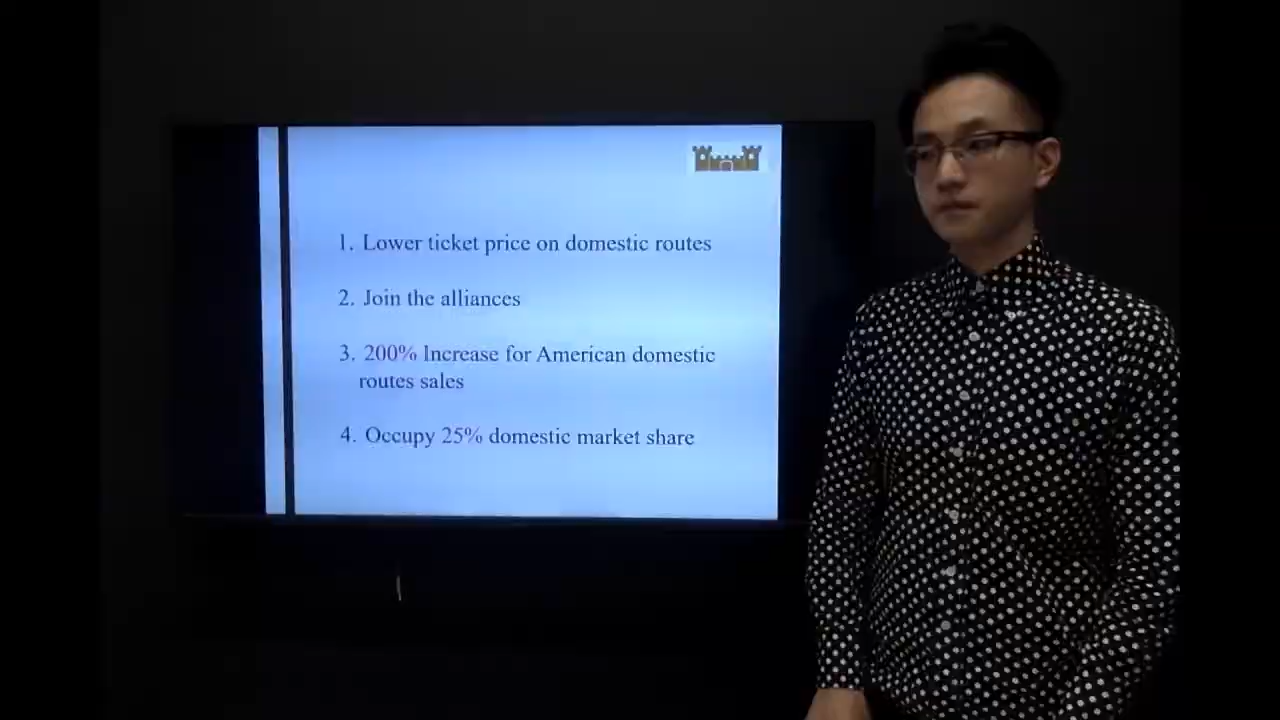 1. Lower ticket price on domestic routes
2. Join the alliances
3. 200% Increase for American domestic
routes sales
4. Occupy 25% domestic market share